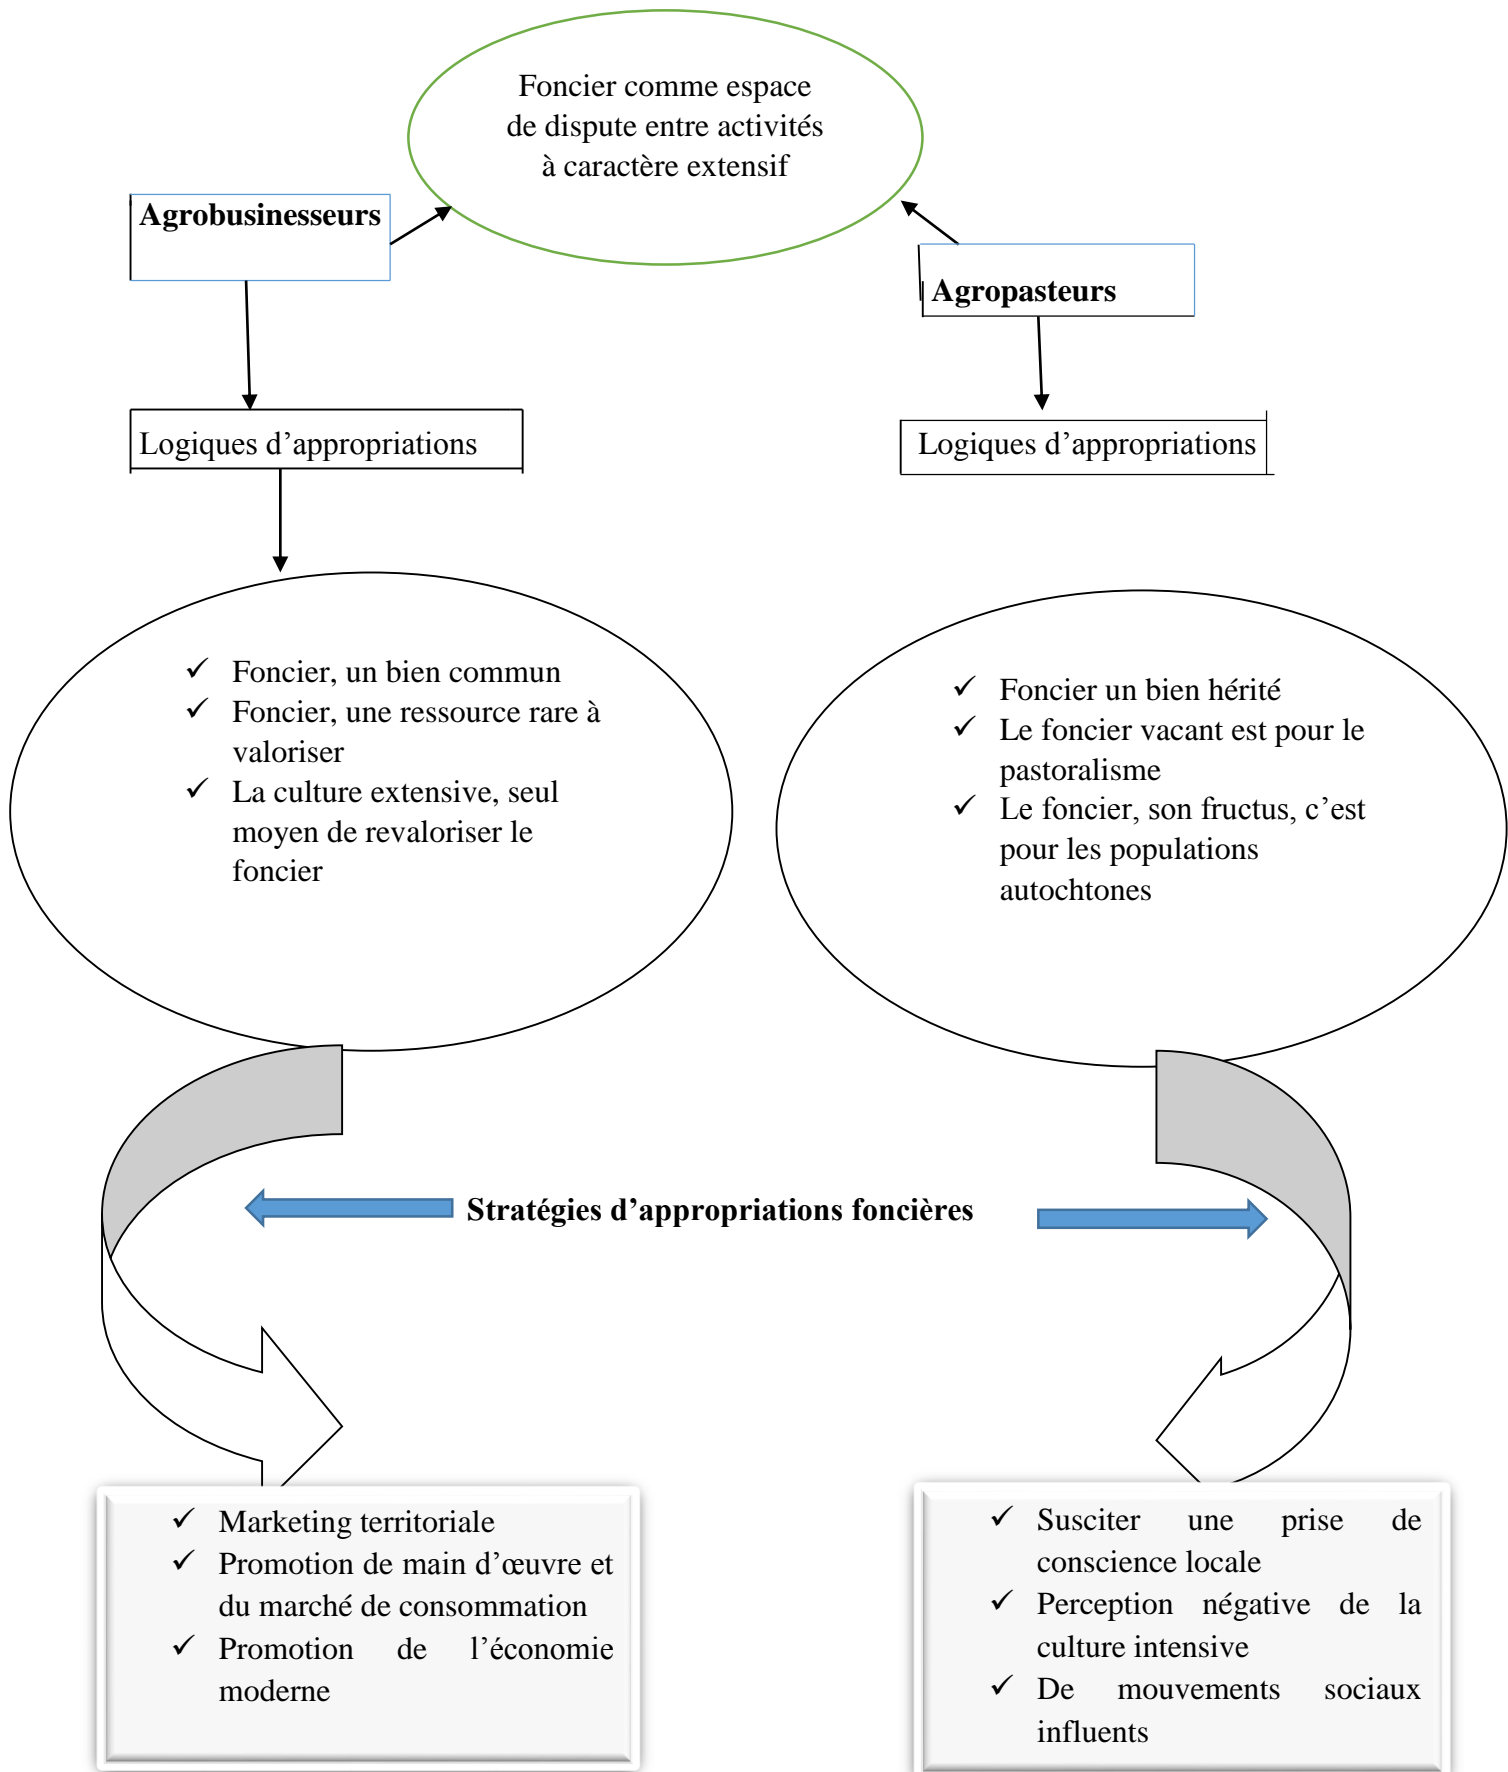 Foncier comme espace
de dispute entre activités
à caractère extensif
Agrobusinesseurs
Agropasteurs
Logiques d’appropriations
Logiques d’appropriations
✓ Foncier, un bien commun
✓ Foncier, une ressource rare à
valoriser
✓ La culture extensive, seul
moyen de revaloriser le
foncier
✓ Foncier un bien hérité
✓ Le foncier vacant est pour le
pastoralisme
✓ Le foncier, son fructus, c’est
pour les populations
autochtones
Stratégies d’appropriations foncières
✓ Marketing territoriale
✓ Promotion de main d’œuvre et
du marché de consommation
✓ Promotion de l’économie
moderne
✓ Susciter une prise de
conscience locale
✓ Perception négative de la
culture intensive
✓ De mouvements sociaux
influents